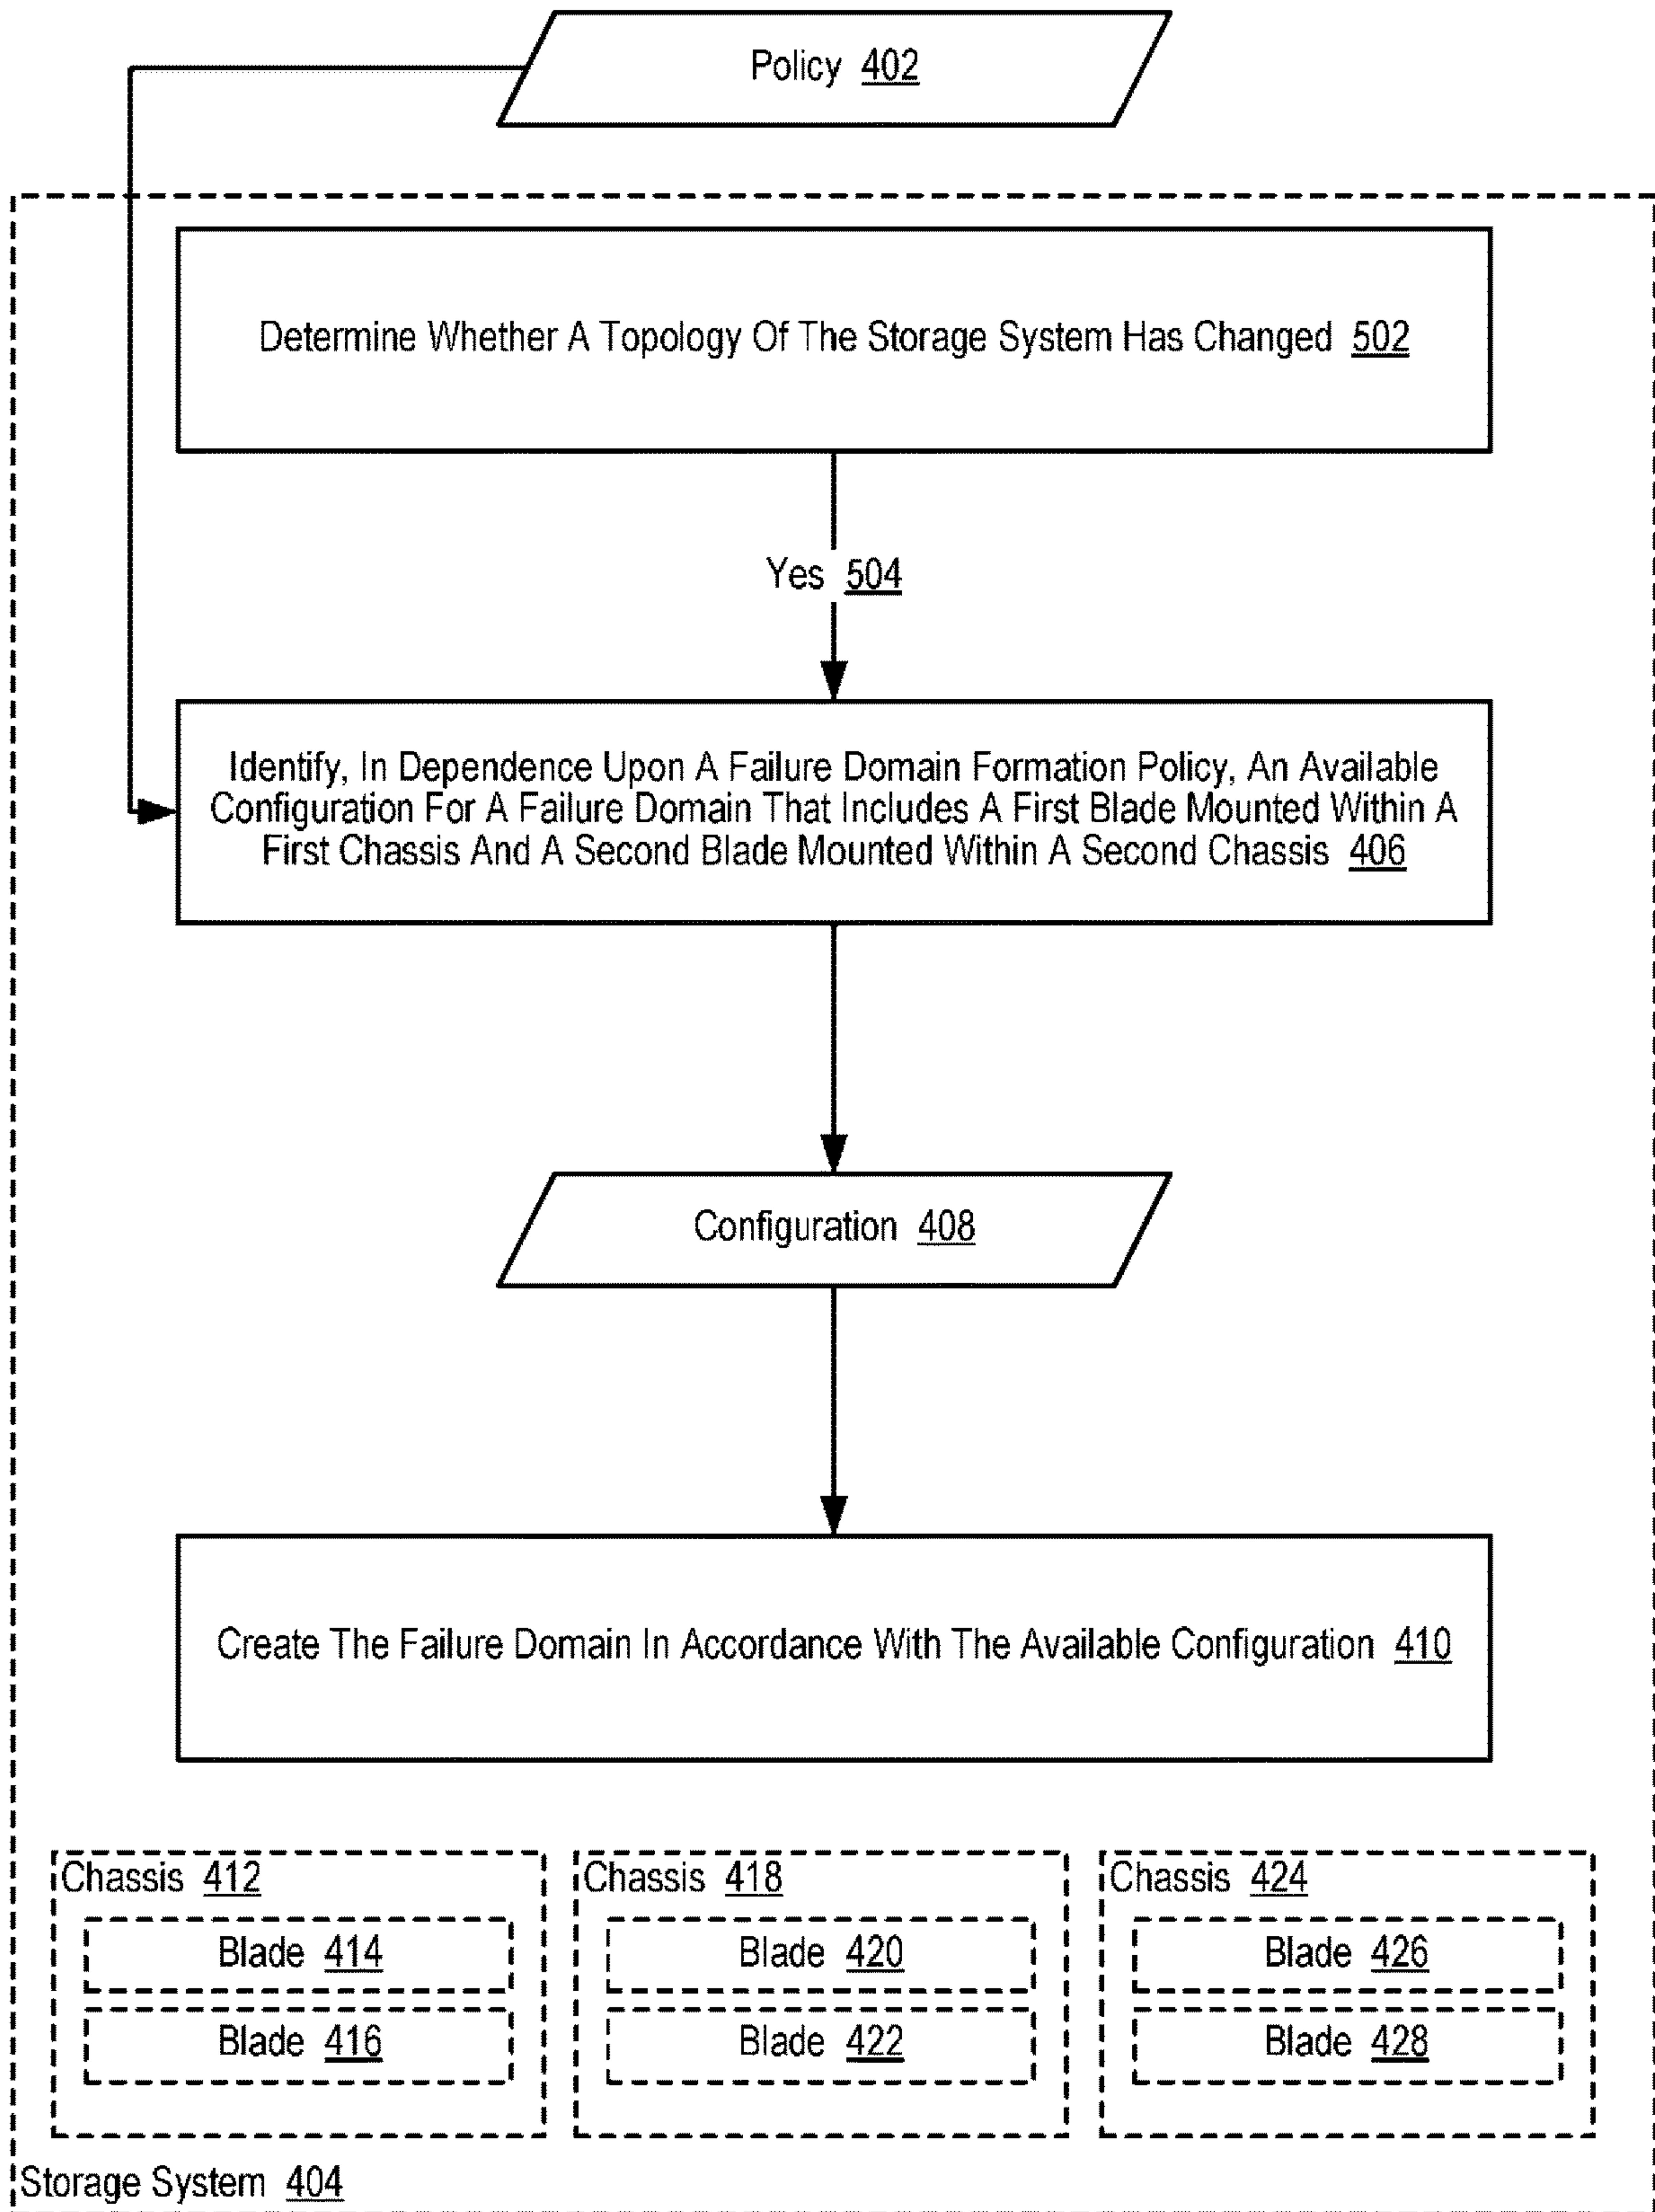 Policy 402
Determine Whether A Topology Of The Storage System Has Changed 502
Yes 504
Identify, In Dependence Upon A Failure Domain Formation Policy, An Available
Configuration For A Failure Domain That Includes A First Blade Mounted Within A
First Chassis And A Second Blade Mounted Within A Second Chassis 406
Configuration 408
Create The Failure Domain In Accordance With The Available Configuration 410
Chassis 412
Blade 414
Blade 416
Chassis 418
Blade 420
Blade 422
Chassis 424
Blade 426
Blade 428
Storage System 404